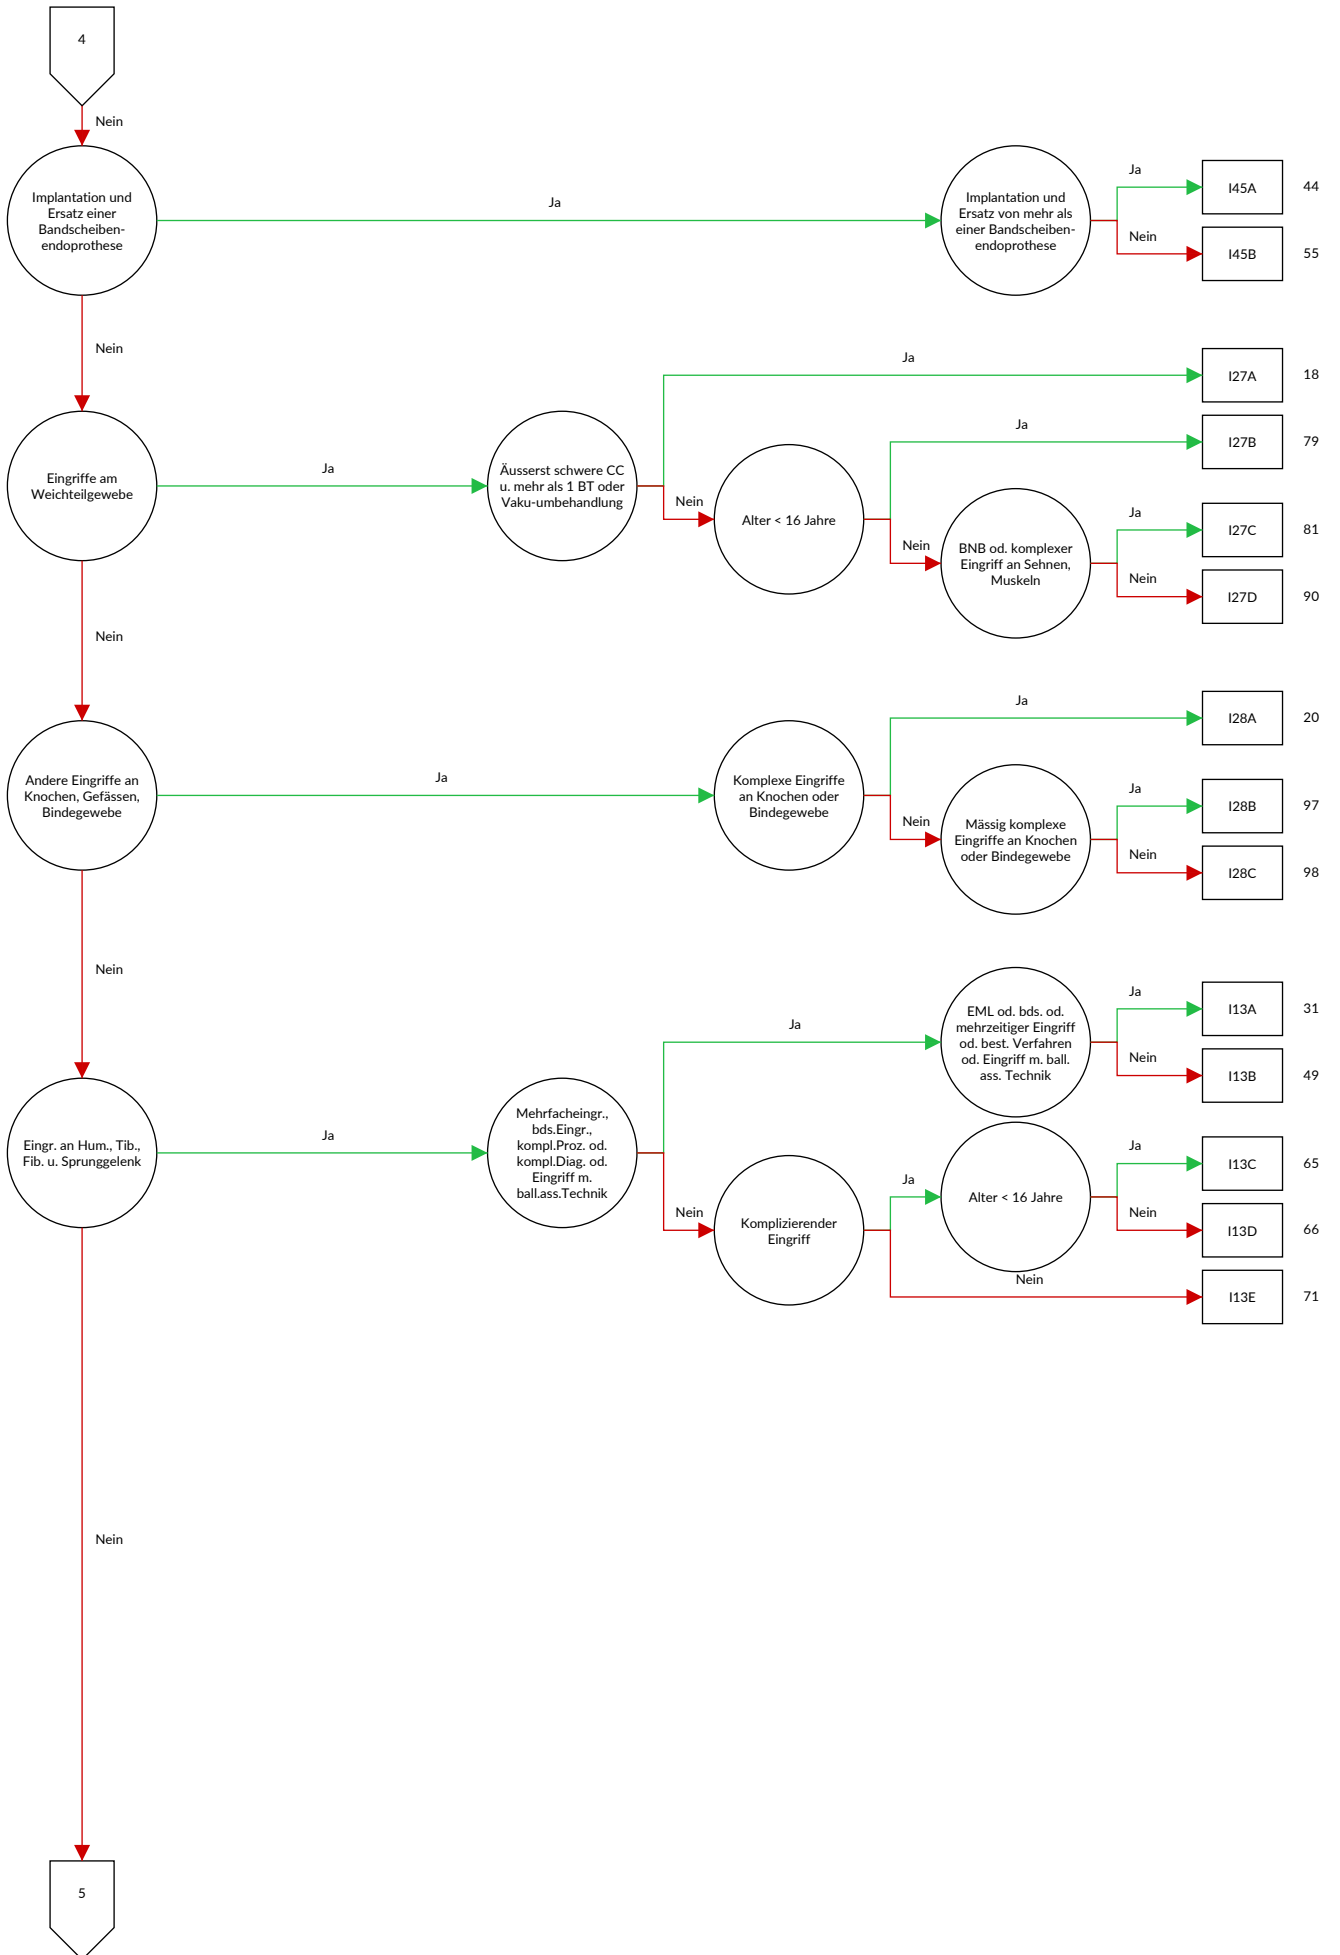 4
Nein
Implantation und
Ersatz einer
Bandscheiben-
endoprothese
Ja
Implantation und
Ersatz von mehr als
einer Bandscheiben-
endoprothese
Ja
I45A
44
Nein
I45B
55
Nein
Eingriffe am
Weichteilgewebe
Ja
Äusserst schwere CC
u. mehr als 1 BT oder
Vaku-umbehandlung
Ja
I27A
18
Nein
Alter < 16 Jahre
Ja
I27B
79
Nein
BNB od. komplexer
Eingriff an Sehnen,
Muskeln
Ja
I27C
81
Nein
I27D
90
Nein
Andere Eingriffe an
Knochen, Gefässen,
Bindegewebe
Ja
Komplexe Eingriffe
an Knochen oder
Bindegewebe
Ja
I28A
20
Nein
Mässig komplexe
Eingriffe an Knochen
oder Bindegewebe
Ja
I28B
97
Nein
I28C
98
Nein
Eingr. an Hum., Tib.,
Fib. u. Sprunggelenk
Ja
Mehrfacheingr.,
bds.Eingr.,
kompl.Proz. od.
kompl.Diag. od.
Eingriff m.
ball.ass.Technik
Ja
EML od. bds. od.
mehrzeitiger Eingriff
od. best. Verfahren
od. Eingriff m. ball.
ass. Technik
Ja
I13A
31
Nein
I13B
49
Nein
Komplizierender
Eingriff
Ja
Alter < 16 Jahre
Ja
I13C
65
Nein
I13D
66
Nein
I13E
71
Nein
5